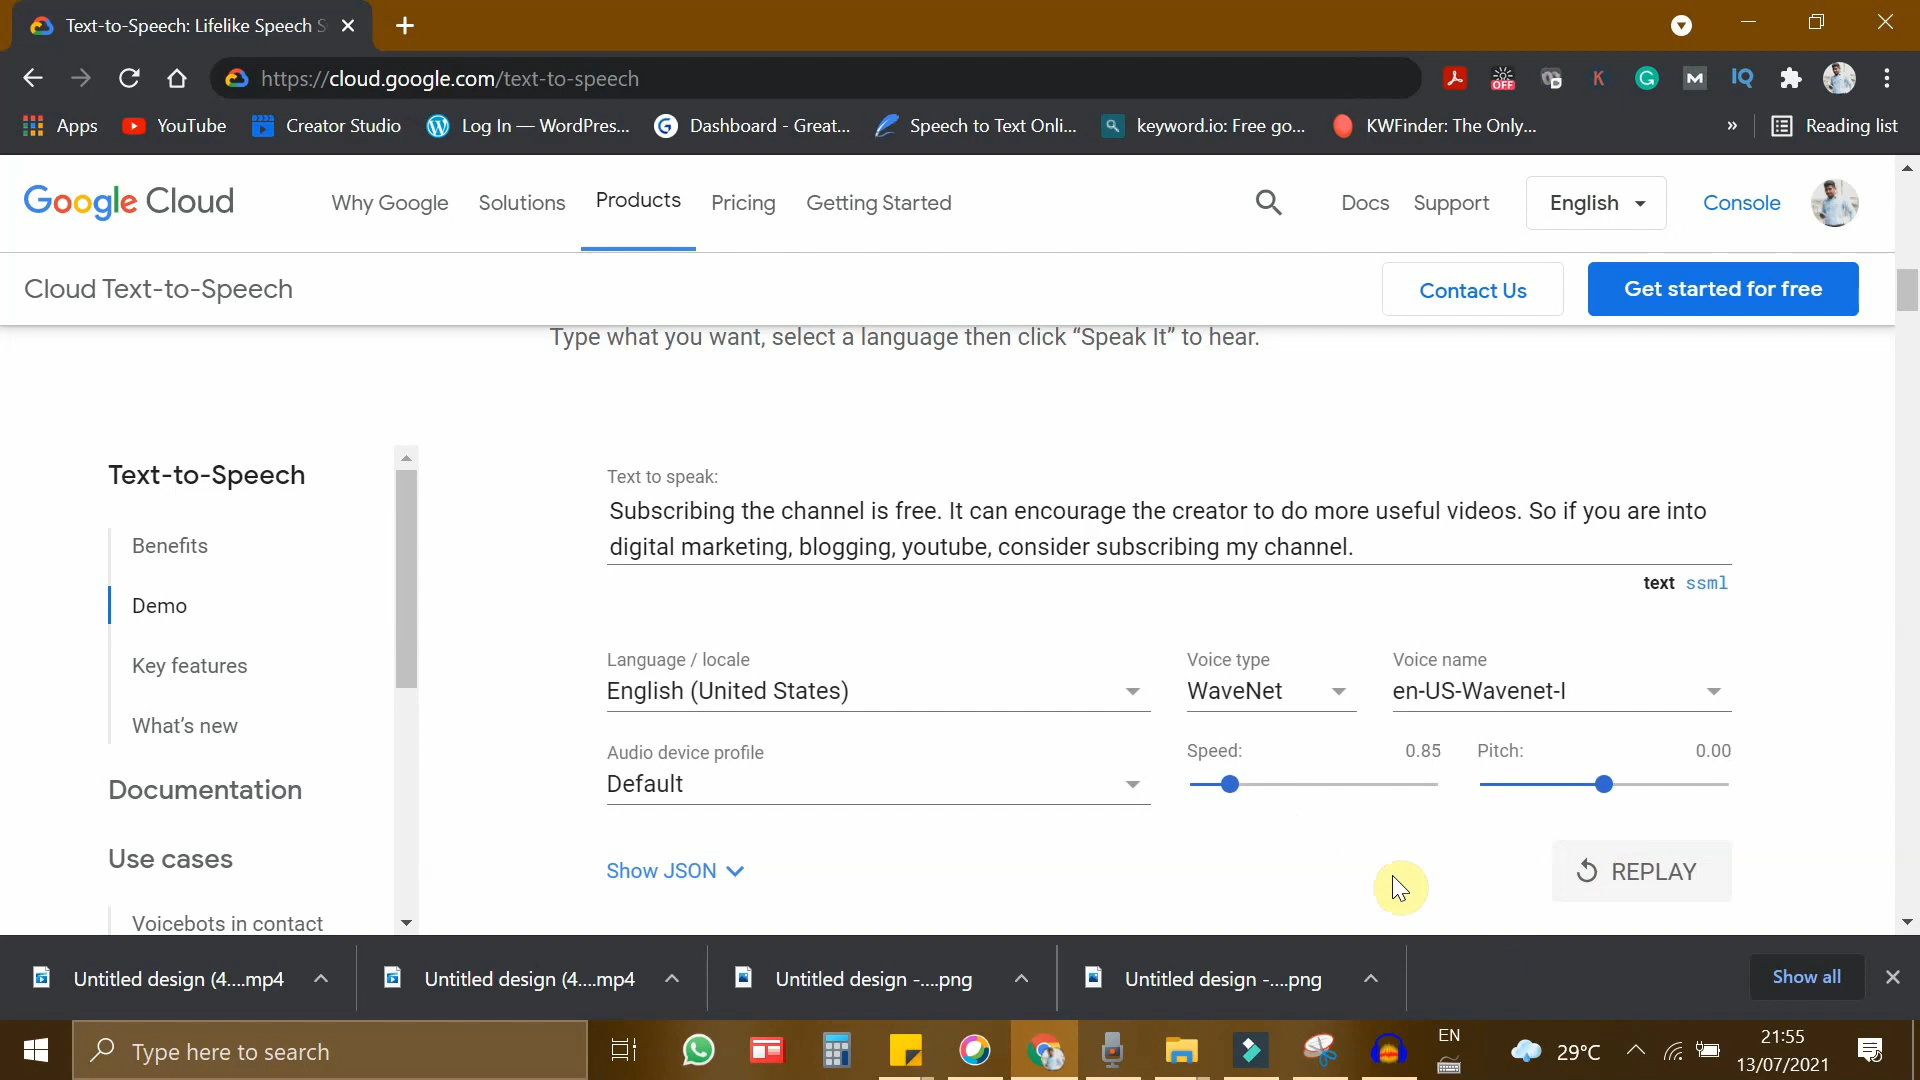 Text-to-Speech: Lifelike Speech S
https://cloud.google.com/text-to-speech
OFF
K
G
M
IQ
Apps
YouTube
Creator Studio
Log In — WordPres...
Dashboard - Great...
Speech to Text Onli...
keyword.io: Free go...
KWFinder: The Only...
»
Reading list
Google Cloud
Why Google
Solutions
Products
Pricing
Getting Started
Docs
Support
English
Console
Cloud Text-to-Speech
Contact Us
Get started for free
Type what you want, select a language then click “Speak It” to hear.
Text-to-Speech
Benefits
Demo
Key features
What’s new
Documentation
Use cases
Voicebots in contact
Text to speak:
Subscribing the channel is free. It can encourage the creator to do more useful videos. So if you are into
digital marketing, blogging, youtube, consider subscribing my channel.
text ssml
Language / locale
English (United States)
Voice type
WaveNet
Voice name
en-US-Wavenet-I
Audio device profile
Default
Speed: 0.85
Pitch: 0.00
Show JSON
REPLAY
Untitled design (4....mp4
Untitled design (4....mp4
Untitled design -....png
Untitled design -....png
Show all
Type here to search
EN
29°C
21:55
13/07/2021